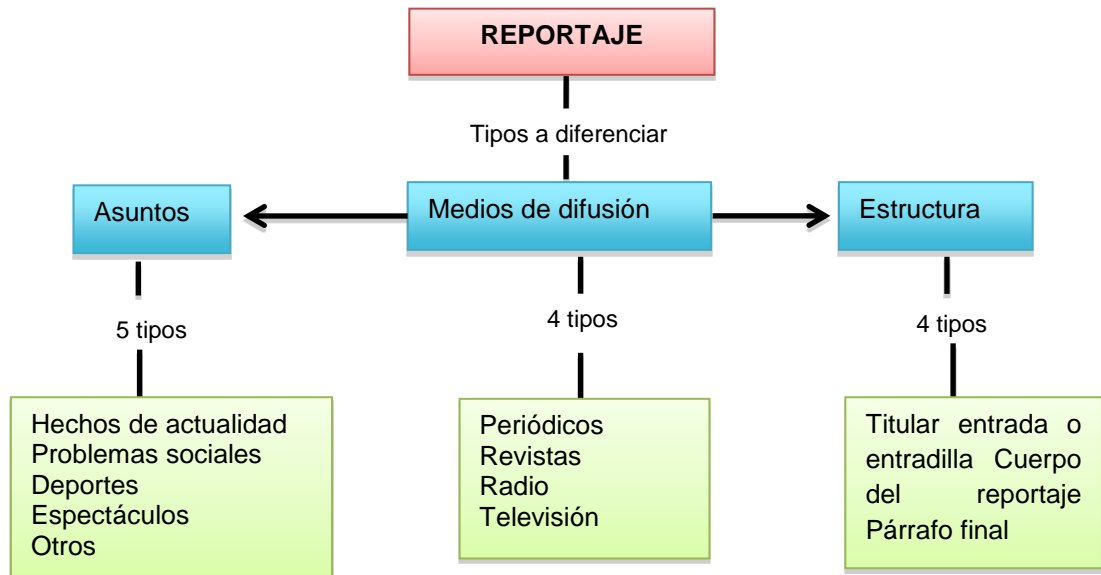 REPORTAJE
Tipos a diferenciar
Asuntos
Medios de difusión
Estructura
5 tipos
4 tipos
4 tipos
Hechos de actualidad
Problemas sociales
Deportes
Espectáculos
Otros
Periódicos
Revistas
Radio
Televisión
Titular entrada o
entradilla Cuerpo
del reportaje
Párrafo final